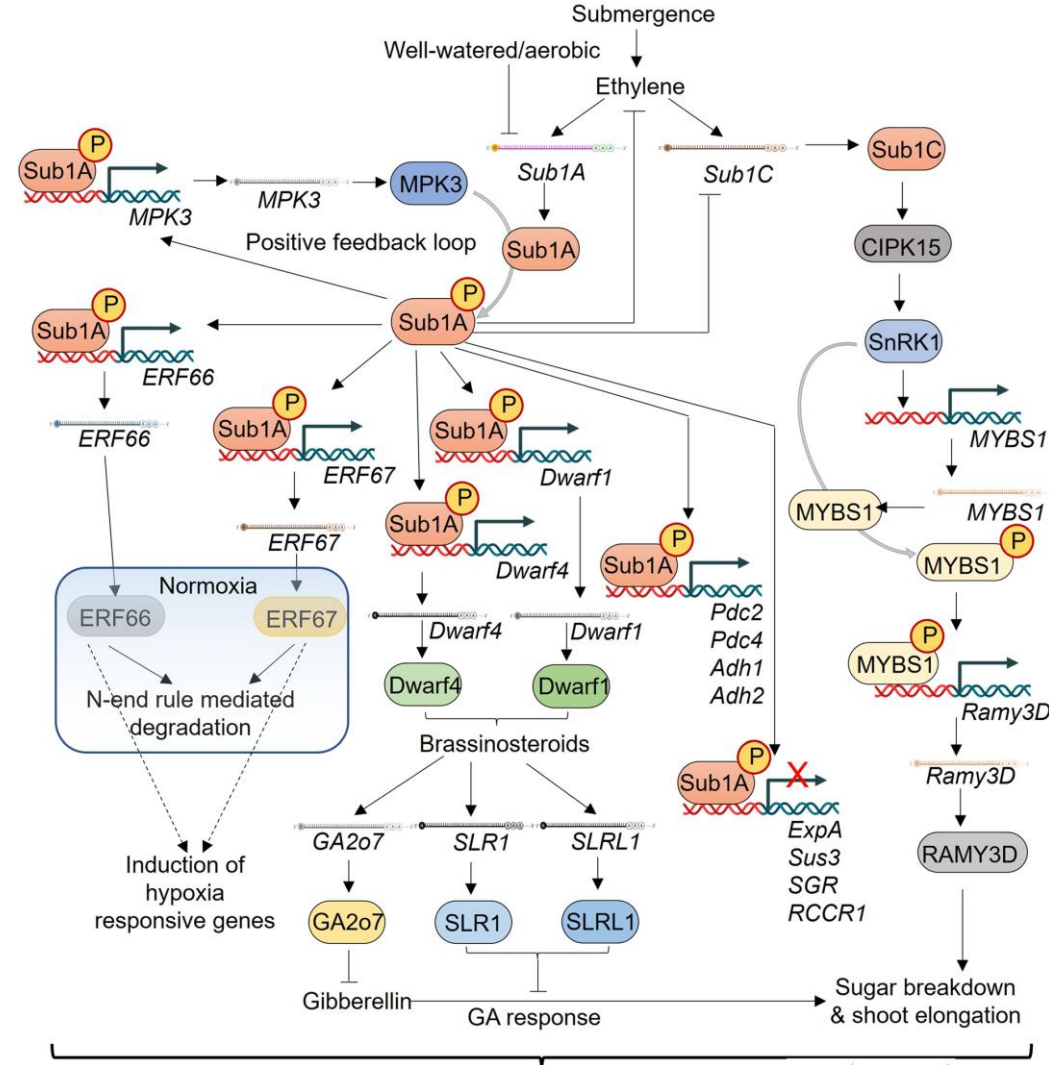 Submergence
Well-watered/aerobic
Ethylene
P
Sub1A
MPK3
MPK3
MPK3
Sub1A
Sub1C
Sub1C
Positive feedback loop
Sub1A
CIPK15
P
Sub1A
P
Sub1A
ERF66
ERF66
SnRK1
MYBS1
MYBS1
MYBS1
P
MYBS1
P
Sub1A
ERF67
ERF67
P
Sub1A
Dwarf1
P
Sub1A
Dwarf4
P
Sub1A
Pdc2
Pdc4
Adh1
Adh2
Normoxia
ERF66
ERF67
N-end rule mediated
degradation
Dwarf4
Dwarf1
Dwarf4
Dwarf1
Brassinosteroids
P
MYBS1
Ramy3D
Ramy3D
RAMY3D
P
Sub1A
X
ExpA
Sus3
SGR
RCCR1
GA2o7
SLR1
SLRL1
GA2o7
SLR1
SLRL1
Induction of
hypoxia
responsive genes
Gibberellin
GA response
Sugar breakdown
& shoot elongation